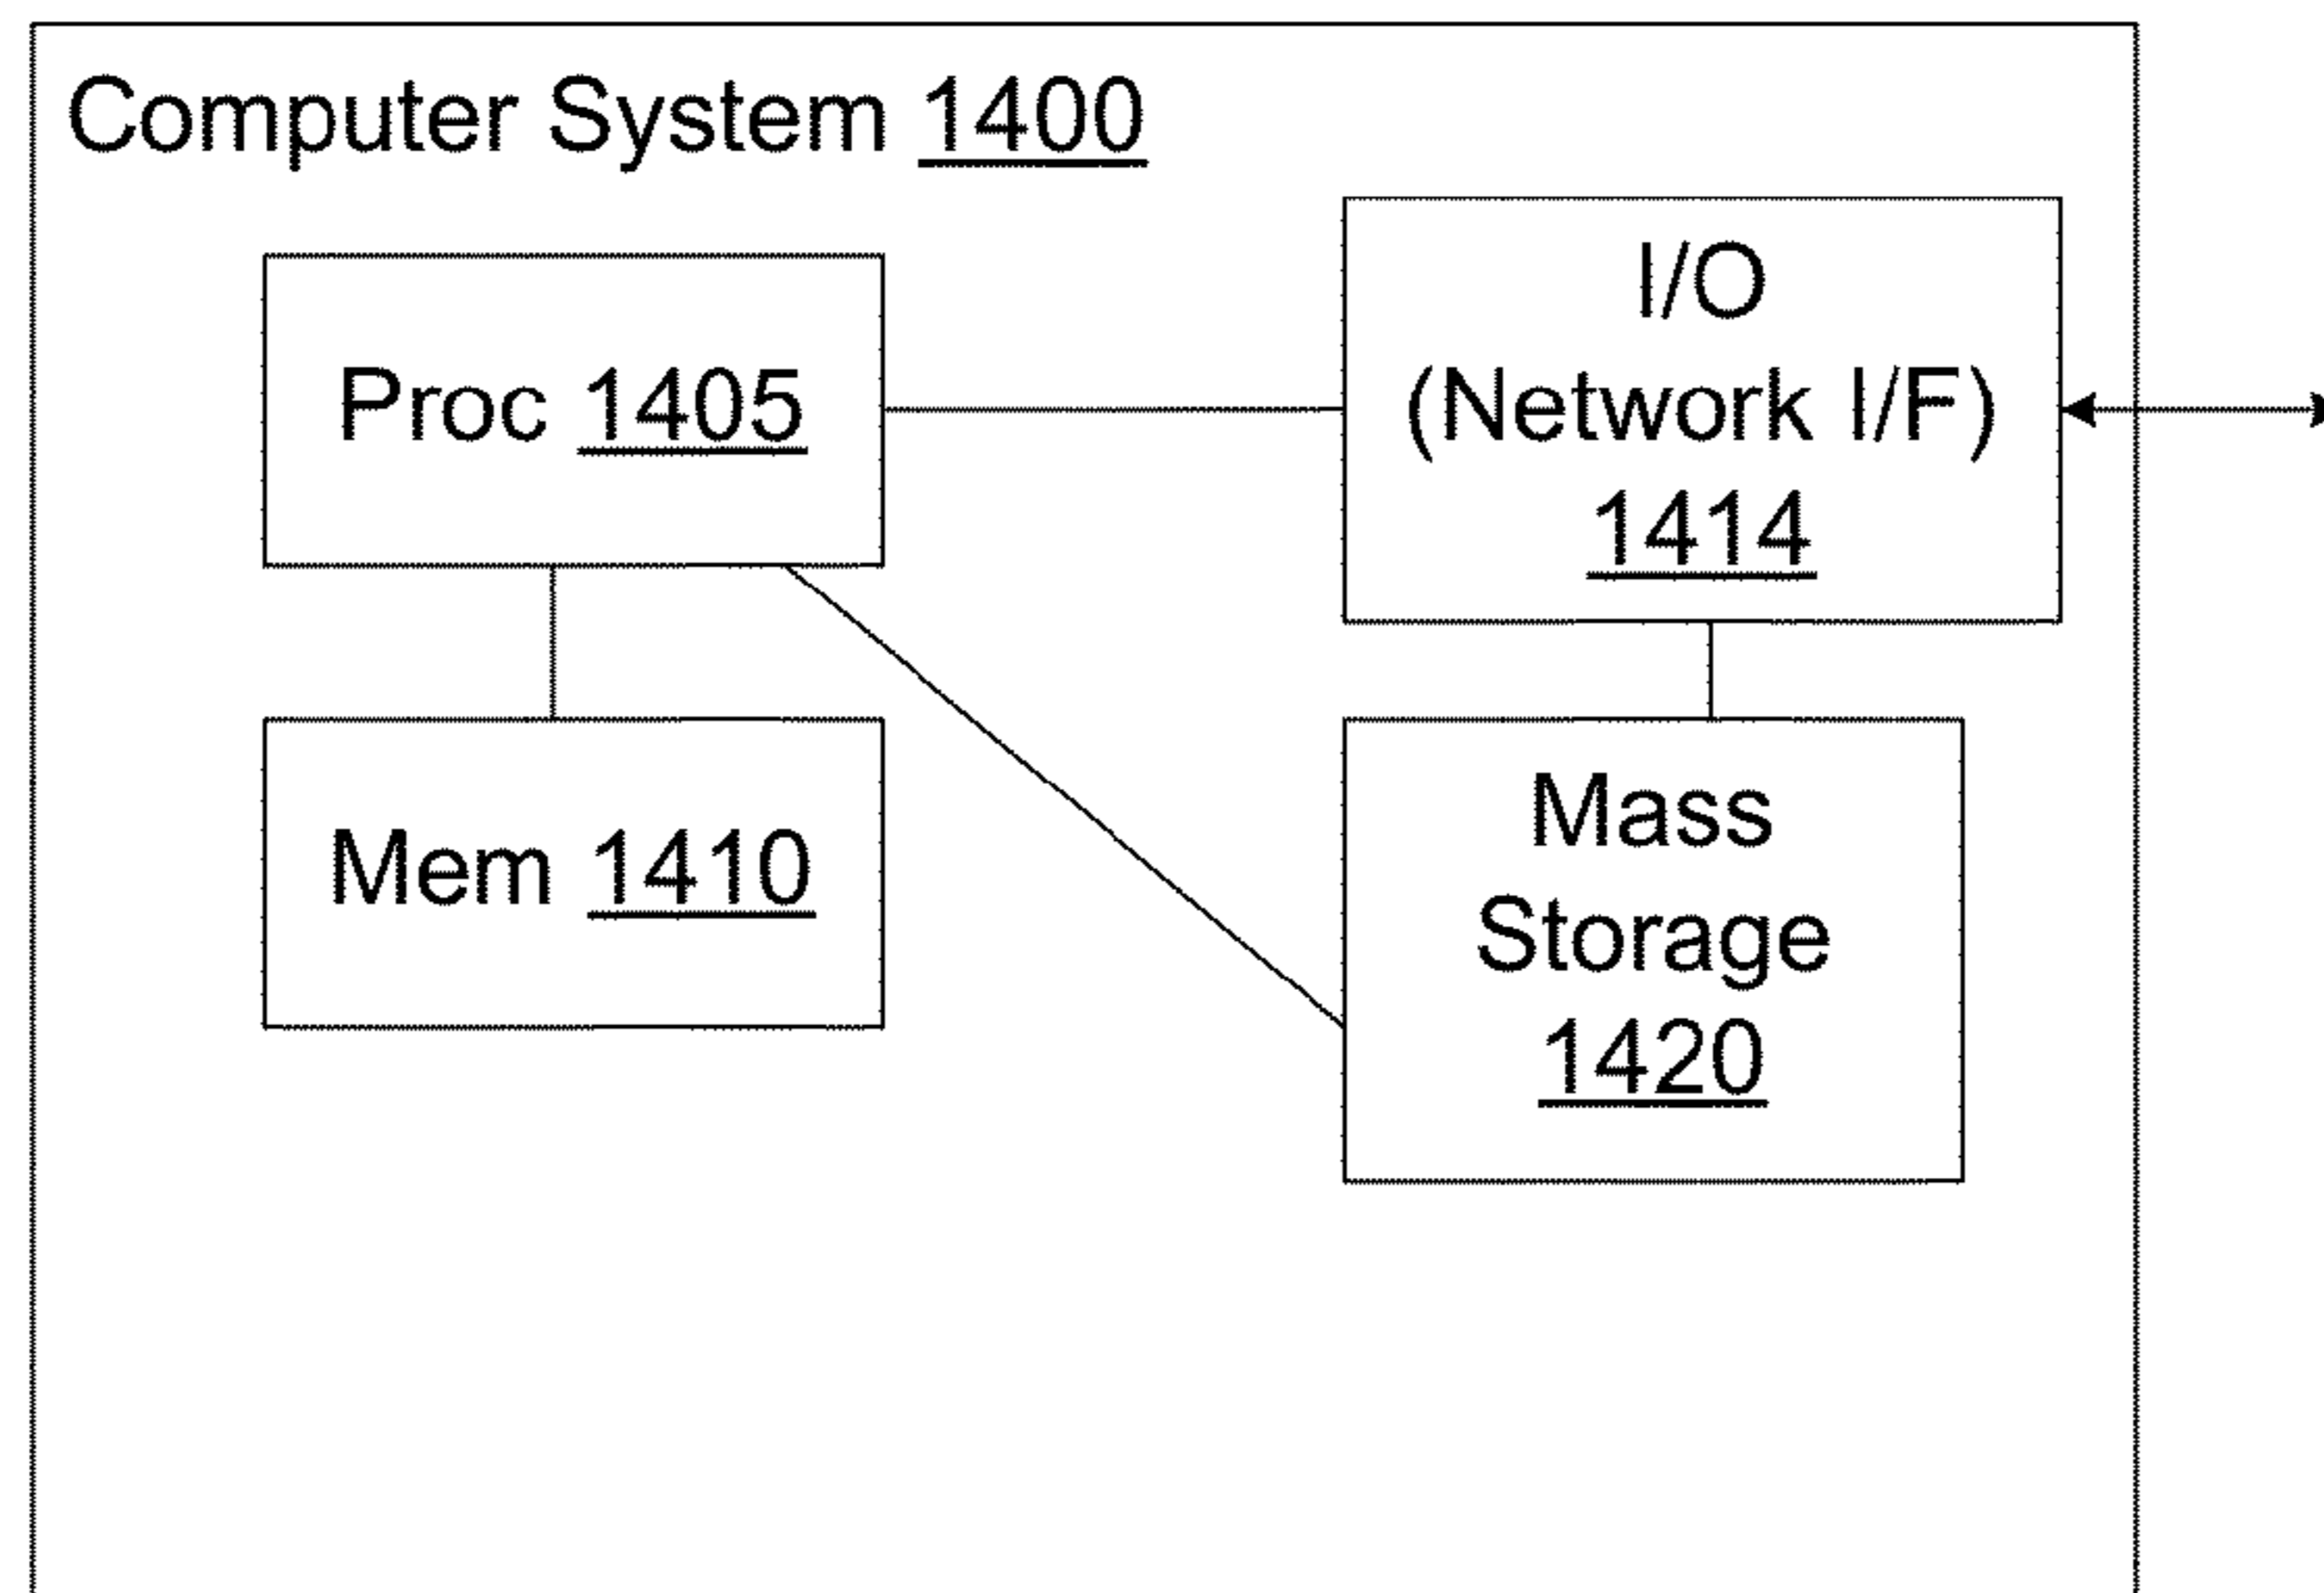 Computer System 1400
I/O
Proc 1405
(Network I/F)
1414
Mem 1410
Mass
Storage
1420